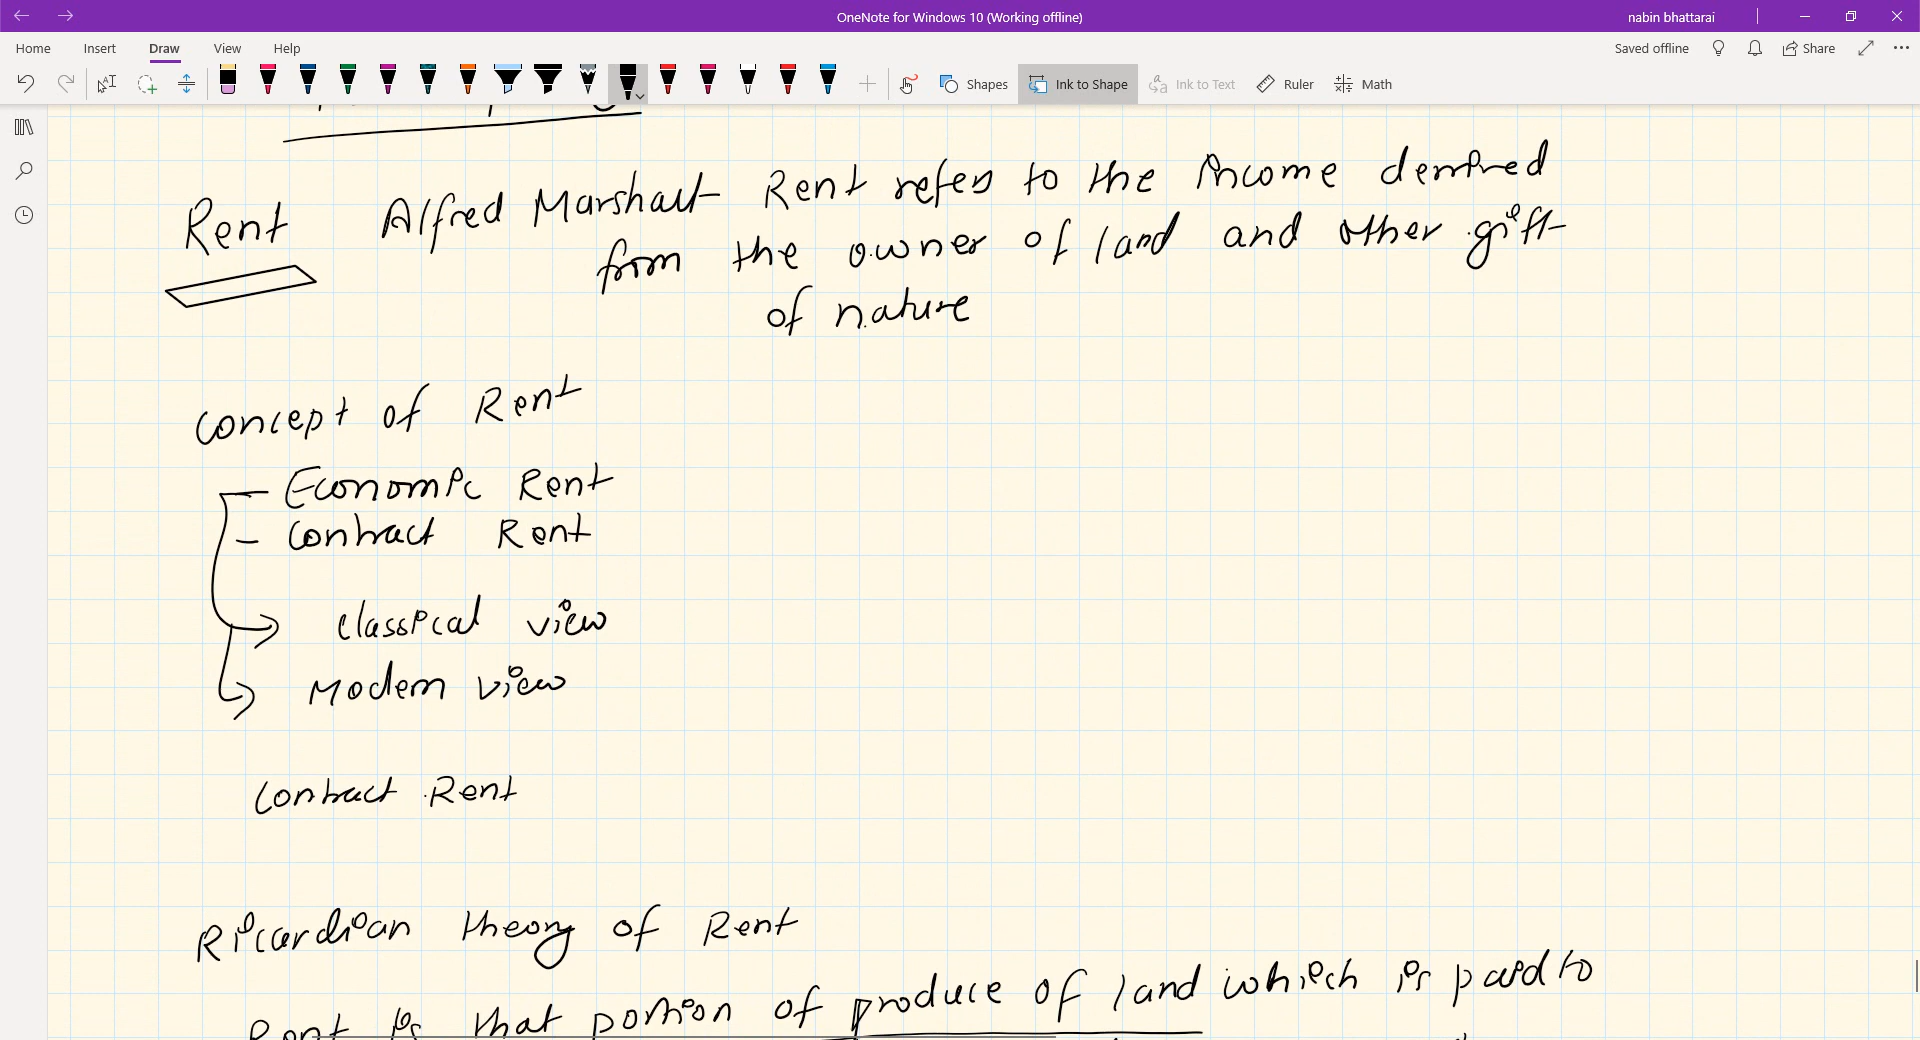 OneNote for Windows 10 (Working offline)
nabin bhattarai
Home Insert Draw View Help
Saved offline
Share
Shapes
Ink to Shape
Ink to Text
Ruler
Math
Rent Alfred Marshall- Rent refers to the income derived
from the owner of land and other gift
of nature
Concept of Rent
- Economic Rent
- Contract Rent
Classical view
Modern view
Contract Rent
Riccardian theory of Rent
Rent is that portion of produce of land which is paid to